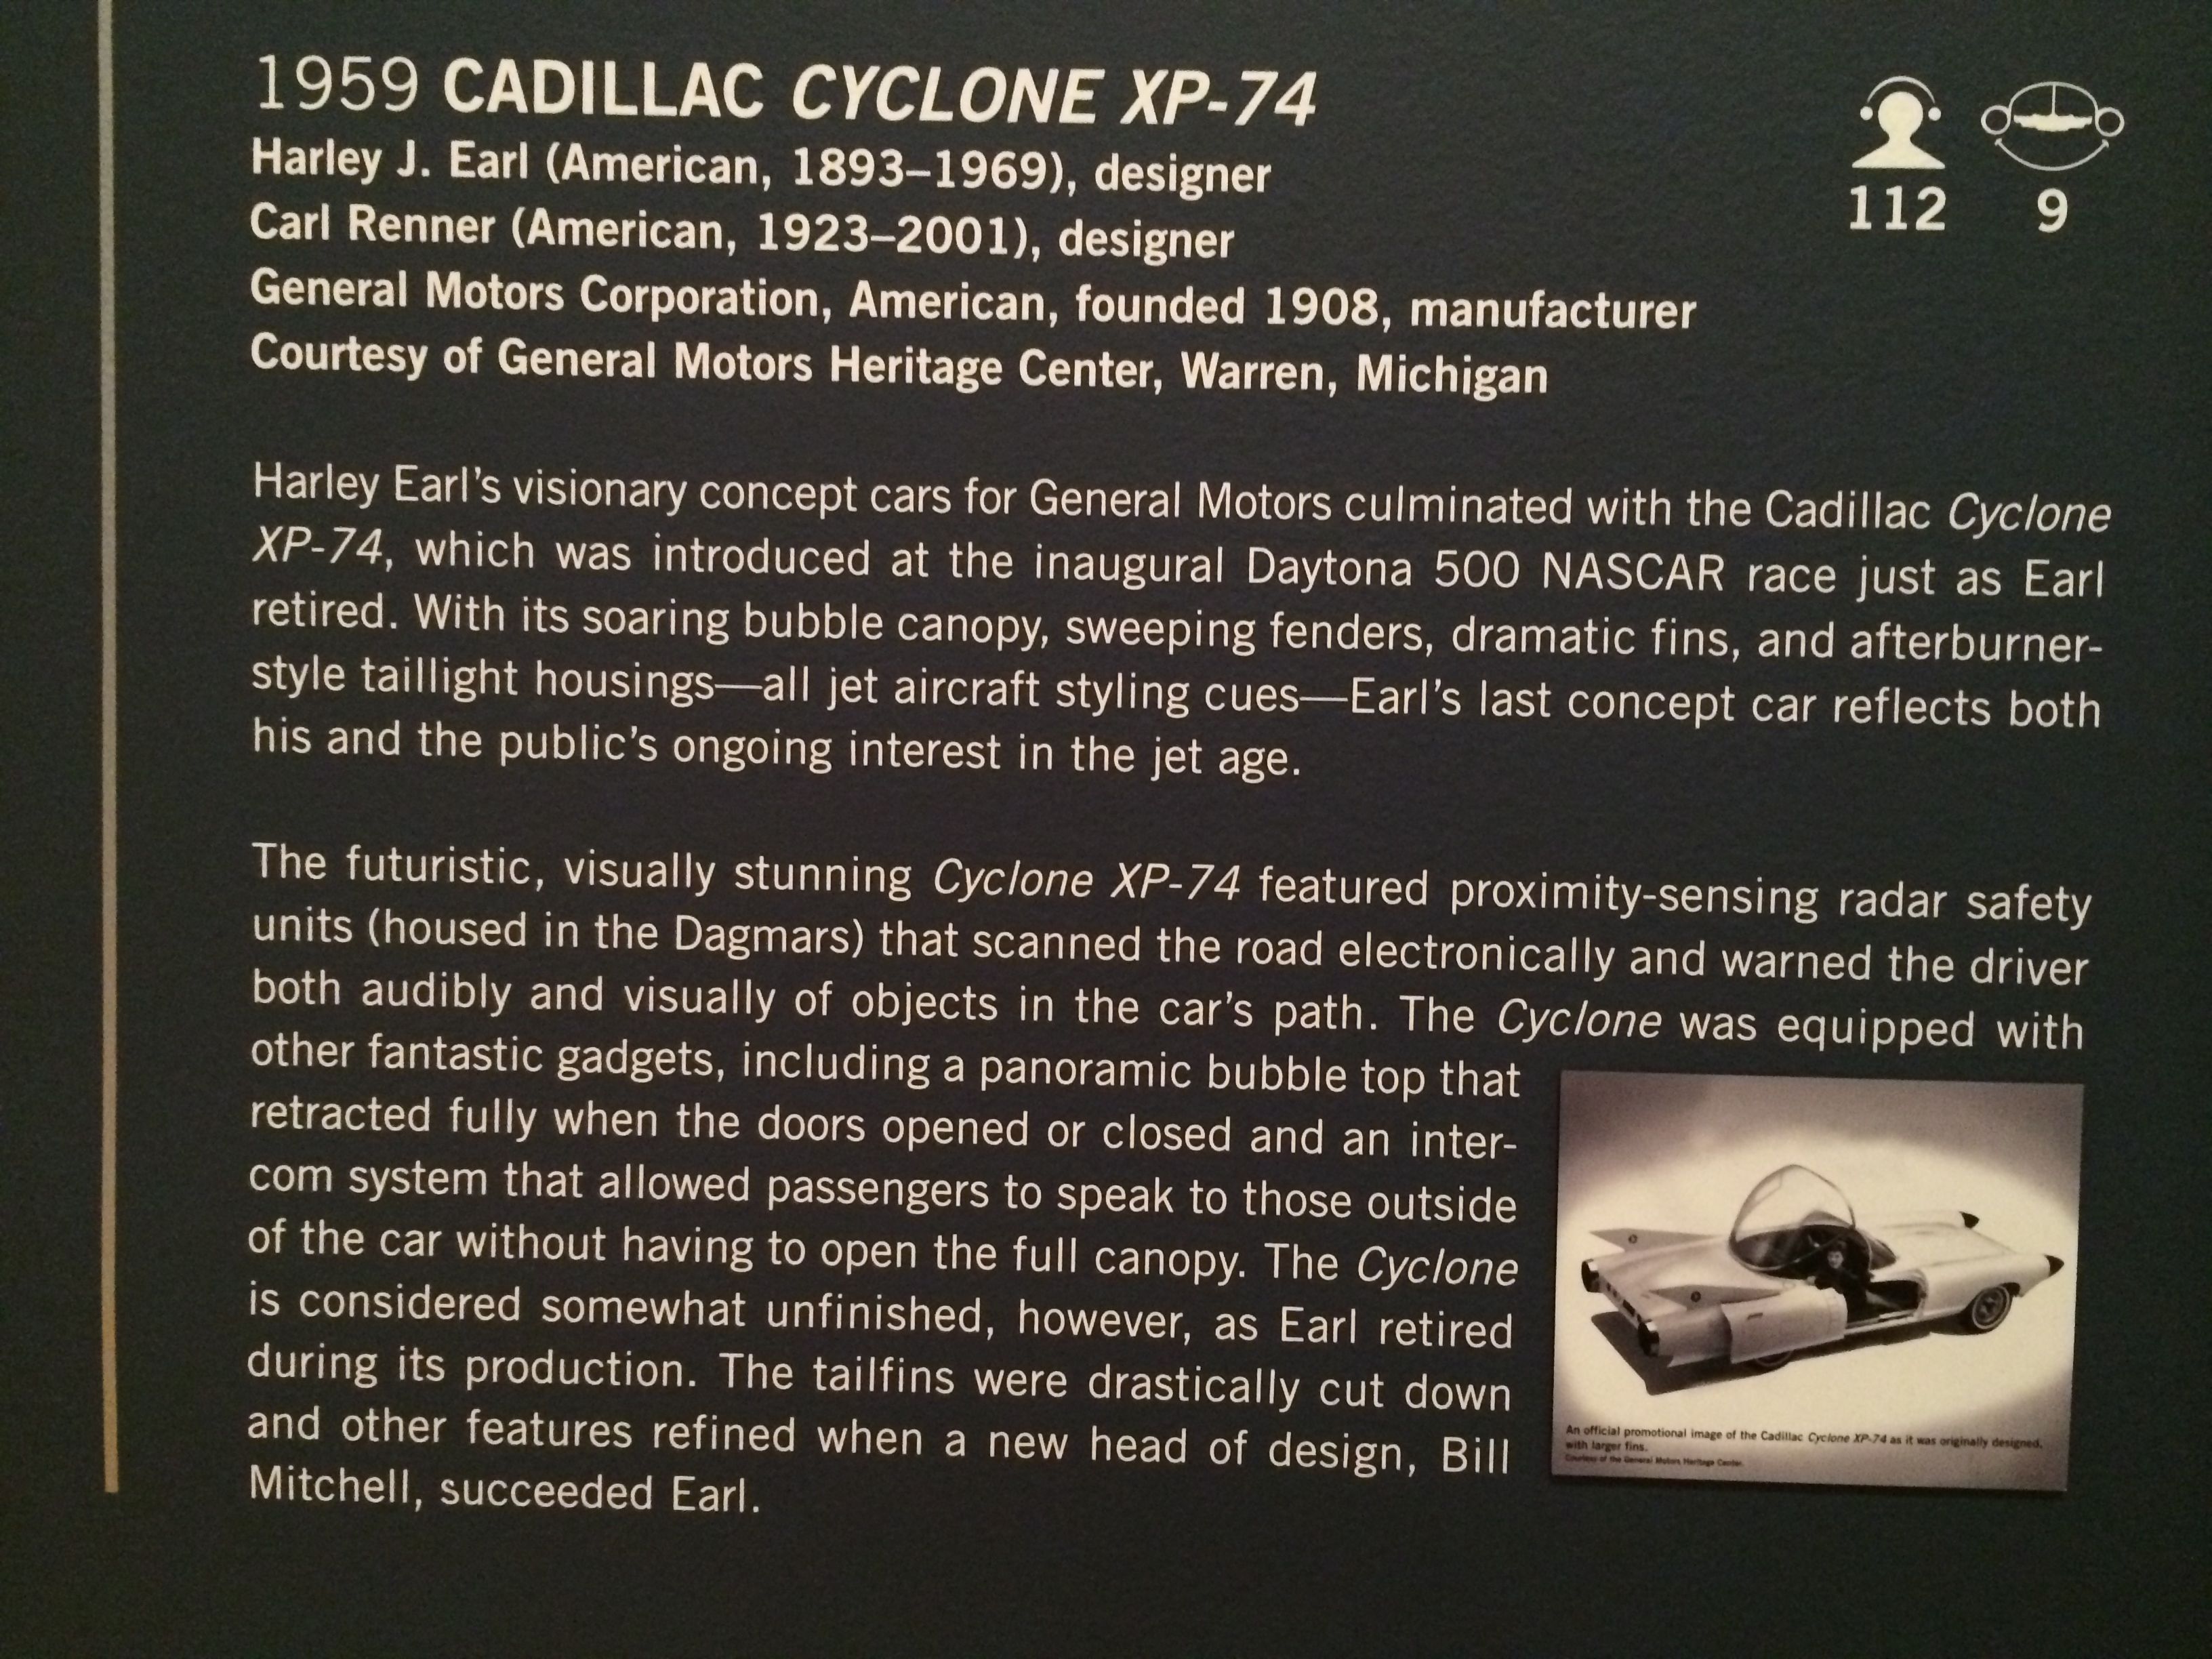 1959 CADILLAC CYCLONE XP-74
Harley J. Earl (American, 1893–1969), designer
Carl Renner (American, 1923–2001), designer
General Motors Corporation, American, founded 1908, manufacturer
Courtesy of General Motors Heritage Center, Warren, Michigan
112 9
Harley Earl's visionary concept cars for General Motors culminated with the Cadillac Cyclone
XP-74, which was introduced at the inaugural Daytona 500 NASCAR race just as Earl
retired. With its soaring bubble canopy, sweeping fenders, dramatic fins, and afterburner-
style taillight housings—all jet aircraft styling cues—Earl's last concept car reflects both
his and the public's ongoing interest in the jet age.
The futuristic, visually stunning Cyclone XP-74 featured proximity-sensing radar safety
units (housed in the Dagmars) that scanned the road electronically and warned the driver
both audibly and visually of objects in the car's path. The Cyclone was equipped with
other fantastic gadgets, including a panoramic bubble top that
retracted fully when the doors opened or closed and an inter-
com system that allowed passengers to speak to those outside
of the car without having to open the full canopy. The Cyclone
is considered somewhat unfinished, however, as Earl retired
during its production. The tailfins were drastically cut down
and other features refined when a new head of design, Bill
Mitchell, succeeded Earl.
An official promotional image of the Cadillac Cyclone XP-74 as it was originally designed,
with larger fins.
Courtesy of the General Motors Heritage Center.